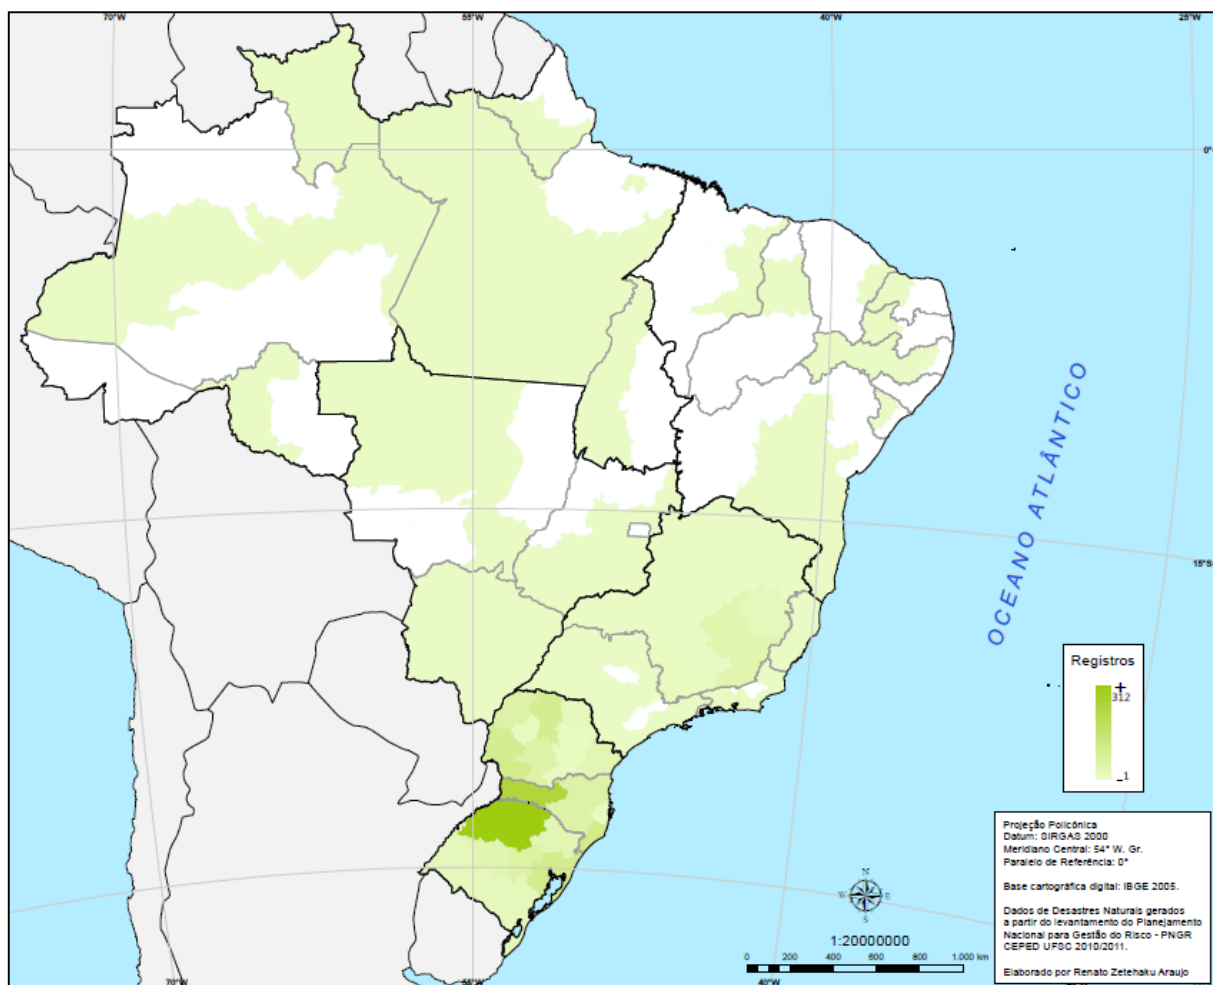 70°W
55°W
40°W
25°W
0°
OCEANO ATLÂNTICO
15°S
Registros
+
312
-1
Projeção Policônica
Datum: SIRGAS 2000
Meridiano Central: 54° W. Gr.
Paralelo de Referência: 0°
Base cartográfica digital: IBGE 2005.
Dados de Desastres Naturais gerados
a partir do levantamento do Planejamento
Nacional para Gestão do Risco - PNGR
CEPED UFSC 2010/2011.
Elaborado por Renato Zetehaku Araujo
N
W
E
S
1:20000000
0 200 400 600 800 1.000 km
70°W
55°W
40°W